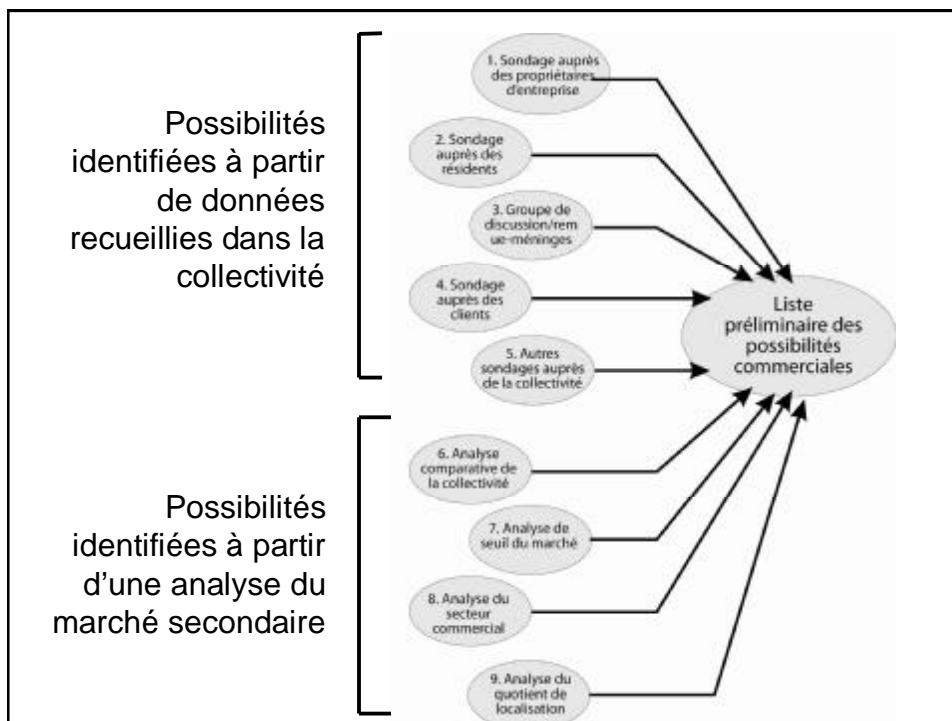 Possibilités
identifiées à partir
de données
recueillies dans la
collectivité
1. Sondage auprès
des propriétaires
d'entreprise
2. Sondage
auprès des
résidents
3. Groupe de
discussion/rem
ue-méninges
4. Sondage
auprès des
clients
5. Autres
sondages auprès
de la collectivité
Liste
préliminaire des
possibilités
commerciales
Possibilités
identifiées à partir
d'une analyse du
marché secondaire
6. Analyse
comparative de
la collectivité
7. Analyse de
seuil du marché
8. Analyse du
secteur
commercial
9. Analyse du
quotient de
localisation